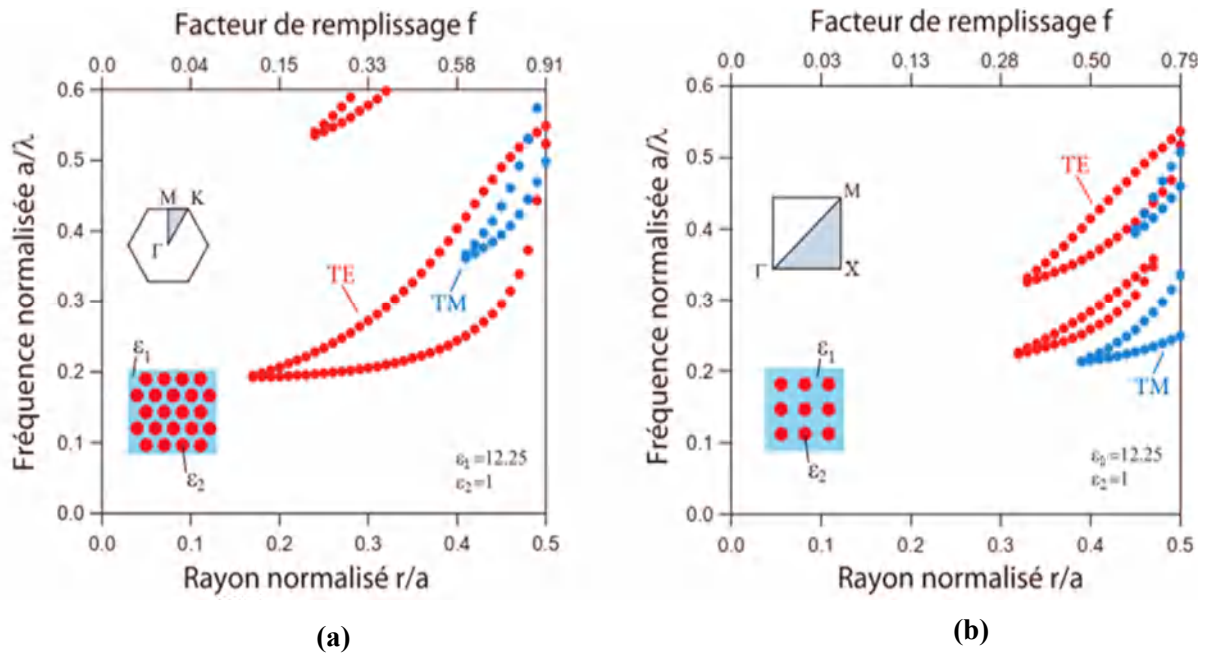 Facteur de remplissage f
0.0 0.04 0.15 0.33 0.58 0.91
0.6
0.5
0.4
0.3
0.2
0.1
0.0
Fréquence normalisée a/λ
M K
Γ
TE
TM
ε1
ε2
ε1=12.25
ε2=1
0.0 0.1 0.2 0.3 0.4 0.5
Rayon normalisé r/a
(a)
Facteur de remplissage f
0.0 0.03 0.13 0.28 0.50 0.79
0.6
0.5
0.4
0.3
0.2
0.1
0.0
Fréquence normalisée a/λ
M
Γ
X
TE
TM
ε1
ε2
=12.25
ε2=1
0.0 0.1 0.2 0.3 0.4 0.5
Rayon normalisé r/a
(b)